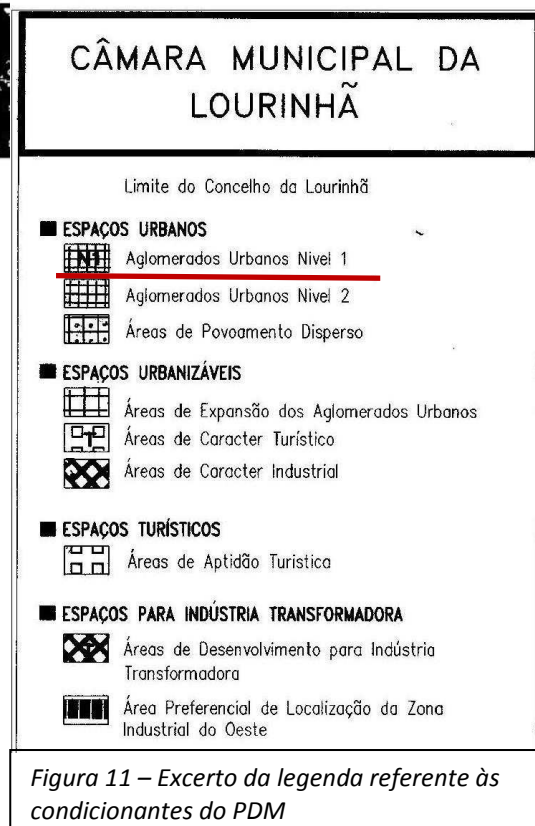 CÂMARA MUNICIPAL DA
LOURINHÃ
Limite do Concelho da Lourinhã
ESPAÇOS URBANOS
N1 Aglomerados Urbanos Nivel 1
Aglomerados Urbanos Nivel 2
Áreas de Povoamento Disperso
ESPAÇOS URBANIZÁVEIS
Áreas de Expansão dos Aglomerados Urbanos
T Áreas de Caracter Turístico
Áreas de Caracter Industrial
ESPAÇOS TURÍSTICOS
Áreas de Aptidão Turistica
ESPAÇOS PARA INDÚSTRIA TRANSFORMADORA
Áreas de Desenvolvimento para Indústria
Transformadora
Área Preferencial de Localização da Zona
Industrial do Oeste
Figura 11 – Excerto da legenda referente às
condicionantes do PDM